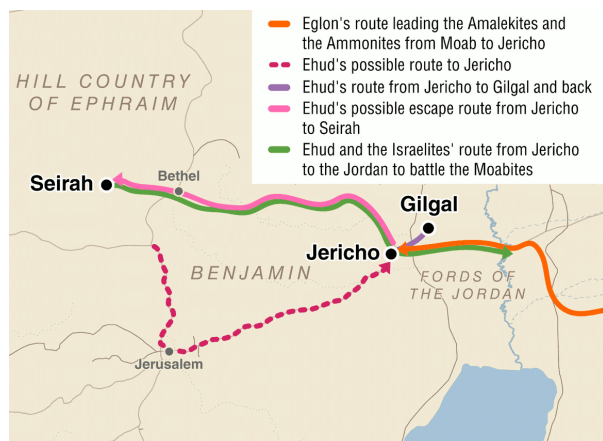 Eglon's route leading the Amalekites and
the Ammonites from Moab to Jericho
Ehud's possible route to Jericho
Ehud's route from Jericho to Gilgal and back
Ehud's possible escape route from Jericho
to Seirah
Ehud and the Israelites' route from Jericho
to the Jordan to battle the Moabites
HILL COUNTRY
OF EPHRAIM
Bethel
Seirah
Gilgal
Jericho
BENJAMIN
FORDS OF
THE JORDAN
Jerusalem